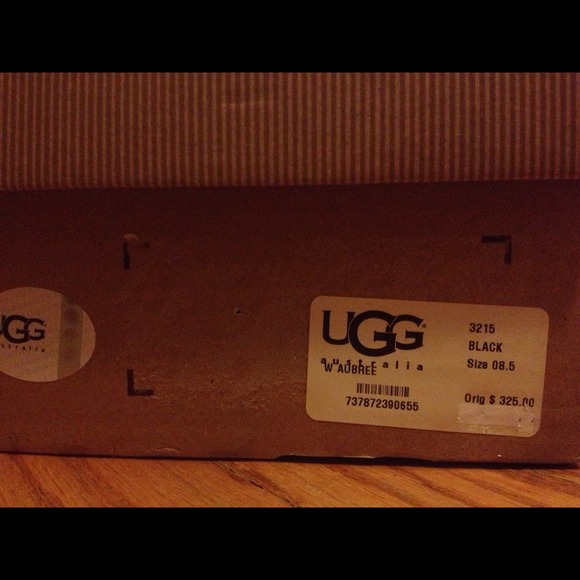 UGG
australia
UGG®
australia
W AUBREE
737872390655
3215
BLACK
Size 08.5
Orig $ 325.00